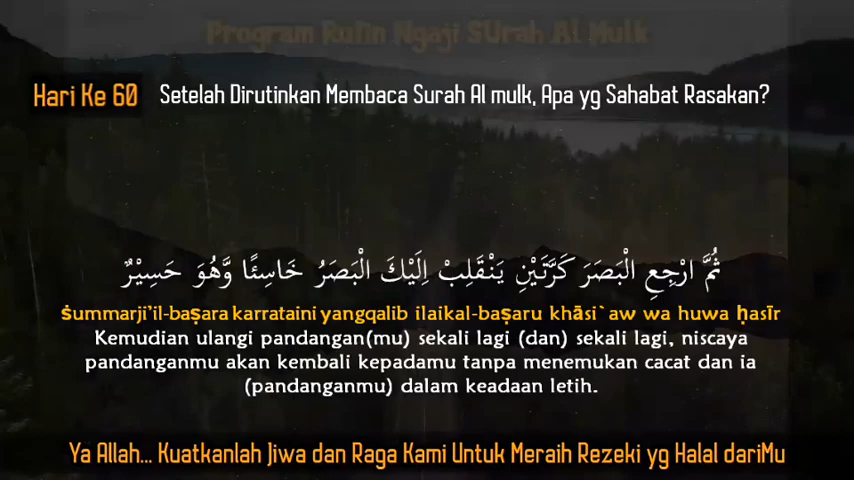 Program Rutin Ngaji SUrah Al Mulk
Hari Ke 60
Setelah Dirutinkan Membaca Surah Al mulk, Apa yg Sahabat Rasakan?
ثُمَّ ارْجِعِ الْبَصَرَ كَرَّتَيْنِ يَنْقَلِبْ اِلَيْكَ الْبَصَرُ خَاسِئًا وَّهُوَ حَسِيْرٌ
ṡummarji'il-baṣara karrataini yangqalib ilaikal-baṣaru khāsi`aw wa huwa ḥasīr
Kemudian ulangi pandangan(mu) sekali lagi (dan) sekali lagi, niscaya
pandanganmu akan kembali kepadamu tanpa menemukan cacat dan ia
(pandanganmu) dalam keadaan letih.
Ya Allah... Kuatkanlah Jiwa dan Raga Kami Untuk Meraih Rezeki yg Halal dariMu